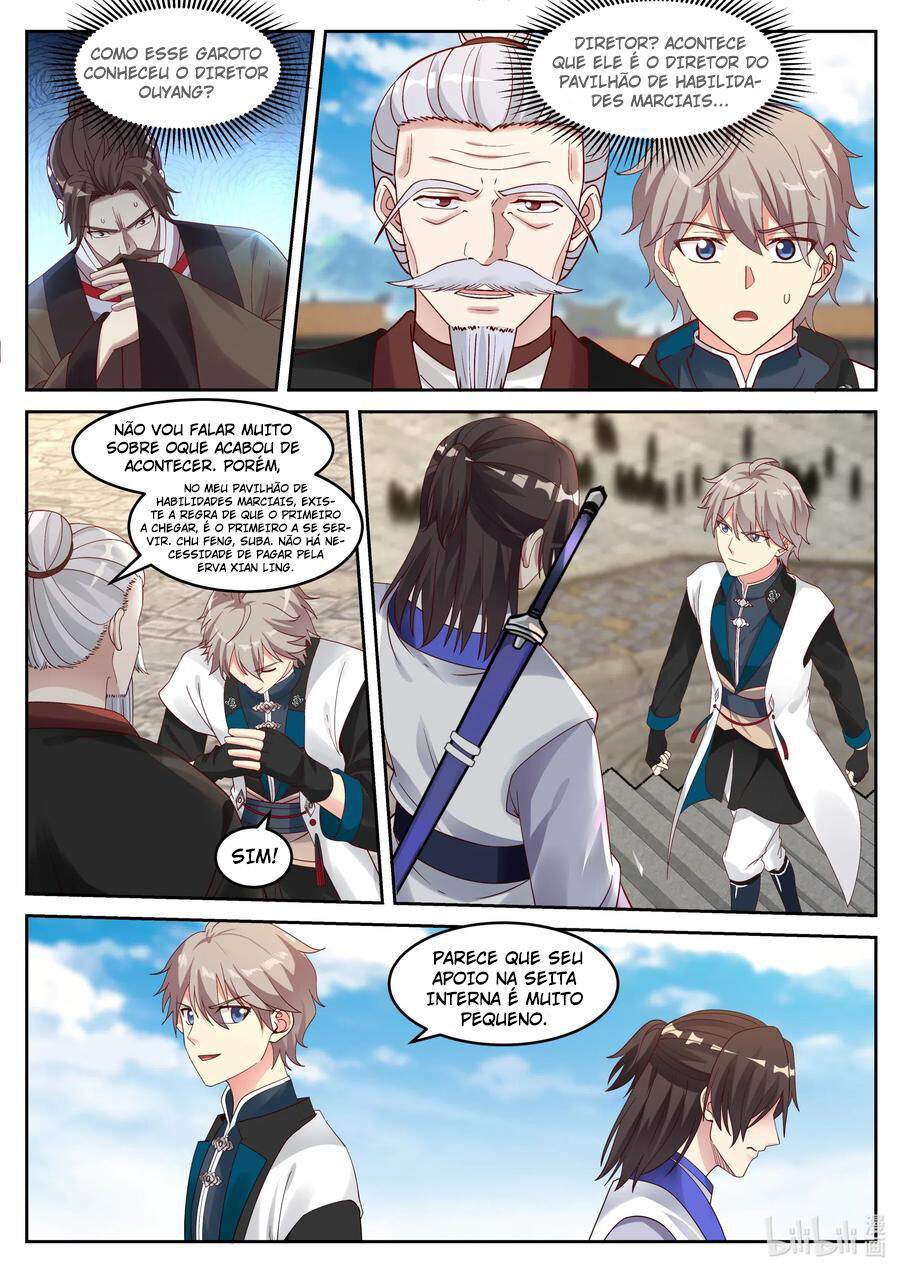 COMO ESSE GAROTO
CONHECEU O DIRETOR
OUYANG?
DIRETOR? ACONTECE
QUE ELE É O DIRETOR DO
PAVILHÃO DE HABILIDA-
DES MARCIAIS...
NÃO VOU FALAR MUITO
SOBRE OQUE ACABOU DE
ACONTECER. PORÉM,
NO MEU PAVILHÃO DE
HABILIDADES MARCIAIS, EXIS-
TE A REGRA DE QUE O PRIMEIRO
A CHEGAR, É O PRIMEIRO A SE SER-
VIR. CHU FENG, SUBA. NÃO HÁ NE-
CESSIDADE DE PAGAR PELA
ERVA XIAN LING.
SIM!
PARECE QUE SEU
APOIO NA SEITA
INTERNA É MUITO
PEQUENO.
bilibili 漫画